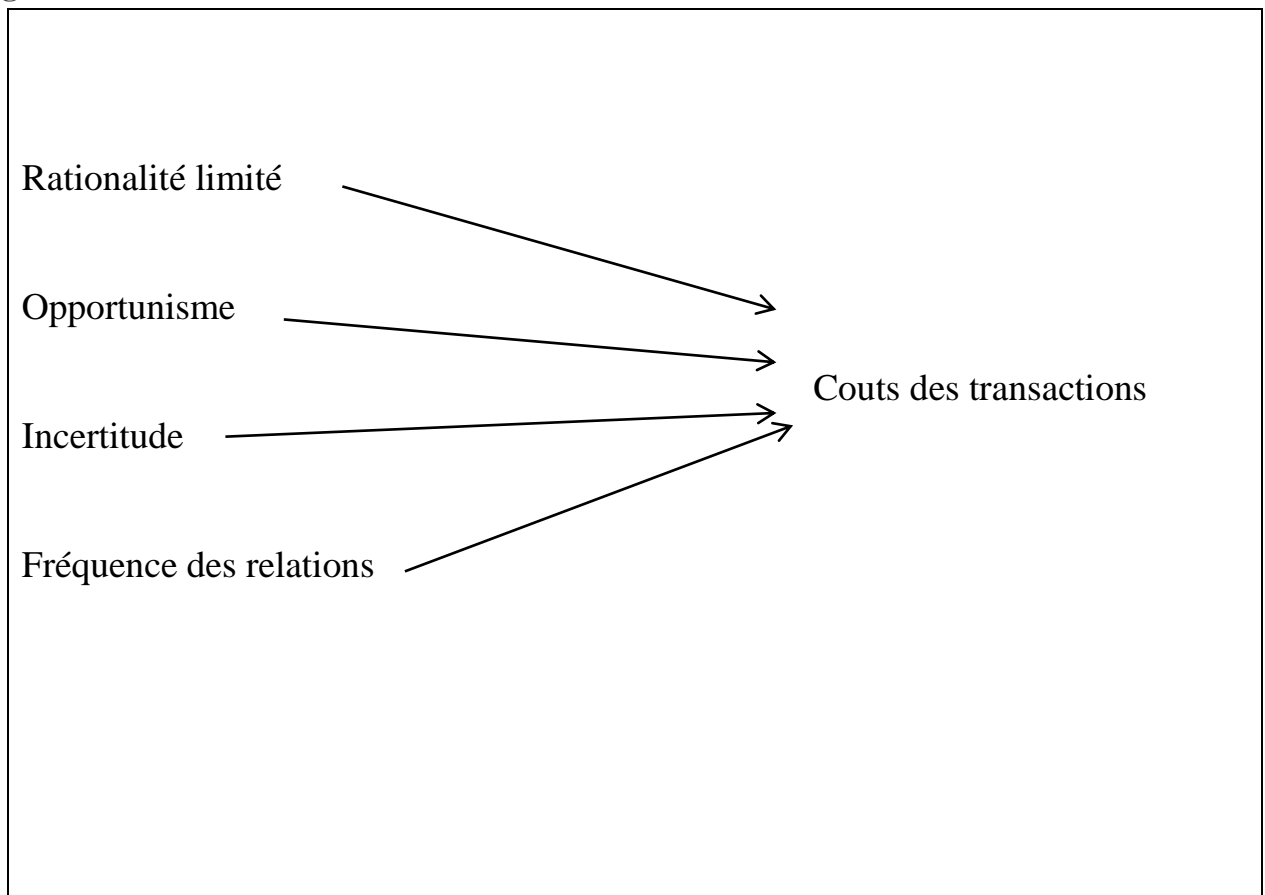 Rationalité limité
Opportunisme
Couts des transactions
Incertitude
Fréquence des relations